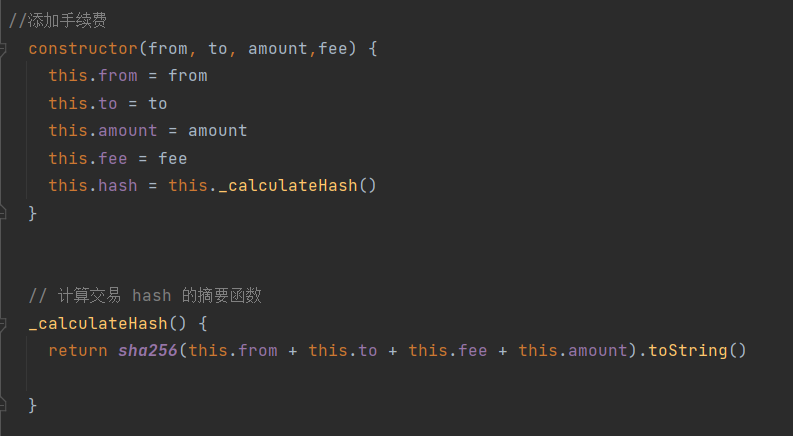 //添加手续费
constructor(from, to, amount,fee) {
this.from = from
this.to = to
this.amount = amount
this.fee = fee
this.hash = this._calculateHash()
}
// 计算交易 hash 的摘要函数
_calculateHash() {
return sha256(this.from + this.to + this.fee + this.amount).toString()
}